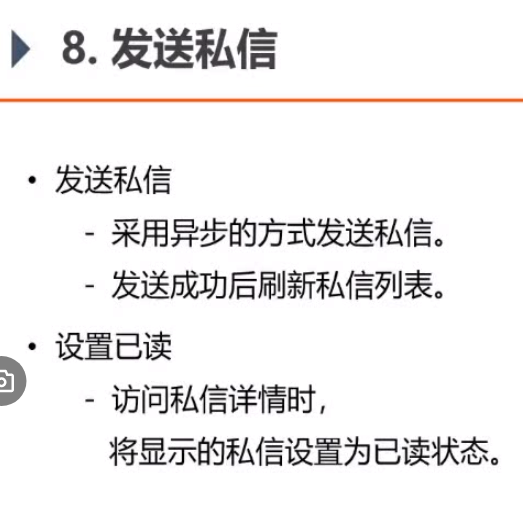 8. 发送私信
• 发送私信
- 采用异步的方式发送私信。
- 发送成功后刷新私信列表。
• 设置已读
- 访问私信详情时，
将显示的私信设置为已读状态。